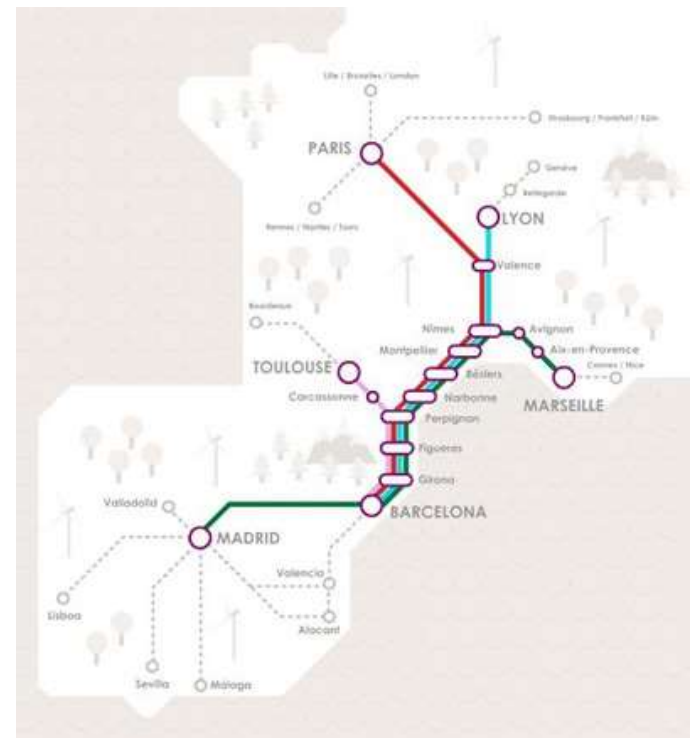 Lille / Bruxelles / London
Strasbourg / Frankfurt / Köln
PARIS
Genève
Bellegarde
LYON
Rennes / Nantes / Tours
Valence
Bordeaux
Nimes
Avignon
Montpellier
Aix-en-Provence
TOULOUSE
Béziers
Cannes / Nice
Carcassonne
Narbonne
MARSEILLE
Perpignan
Figueres
Girona
Valladolid
BARCELONA
MADRID
Valencia
Lisboa
Alacant
Sevilla
Málaga